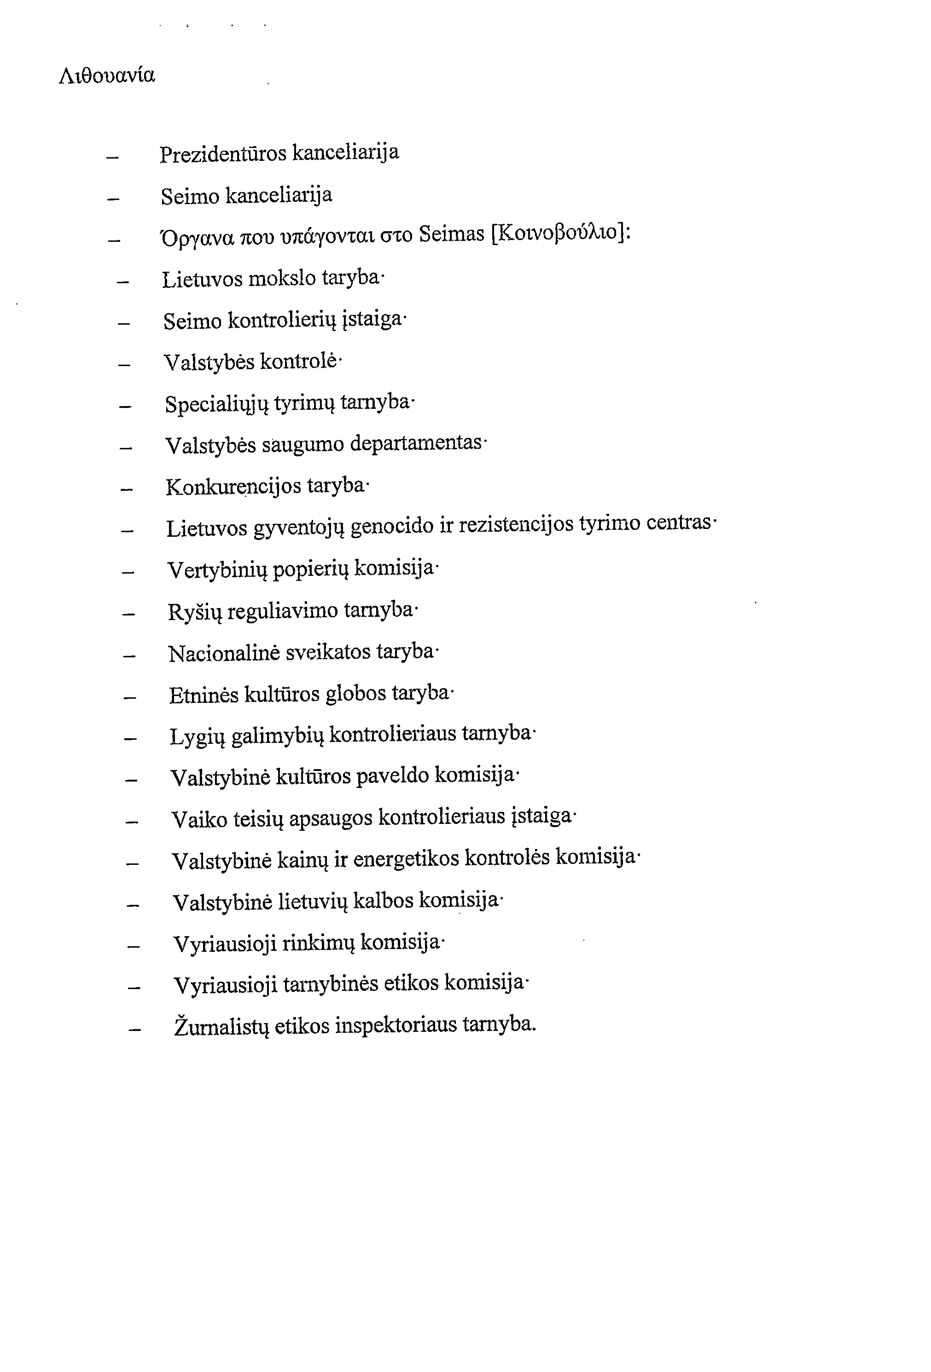 Λιθουανία
– Prezidentūros kanceliarija
– Seimo kanceliarija
– Όργανα που υπάγονται στο Seimas [Κοινοβούλιο]:
– Lietuvos mokslo taryba·
– Seimo kontrolierių įstaiga·
– Valstybės kontrolė·
– Specialiųjų tyrimų tarnyba·
– Valstybės saugumo departamentas·
– Konkurencijos taryba·
– Lietuvos gyventojų genocido ir rezistencijos tyrimo centras·
– Vertybinių popierių komisija·
– Ryšių reguliavimo tarnyba·
– Nacionalinė sveikatos taryba·
– Etninės kultūros globos taryba·
– Lygių galimybių kontrolieriaus tarnyba·
– Valstybinė kultūros paveldo komisija·
– Vaiko teisių apsaugos kontrolieriaus įstaiga·
– Valstybinė kainų ir energetikos kontrolės komisija·
– Valstybinė lietuvių kalbos komisija·
– Vyriausioji rinkimų komisija·
– Vyriausioji tarnybinės etikos komisija·
– Žurnalistų etikos inspektoriaus tarnyba.